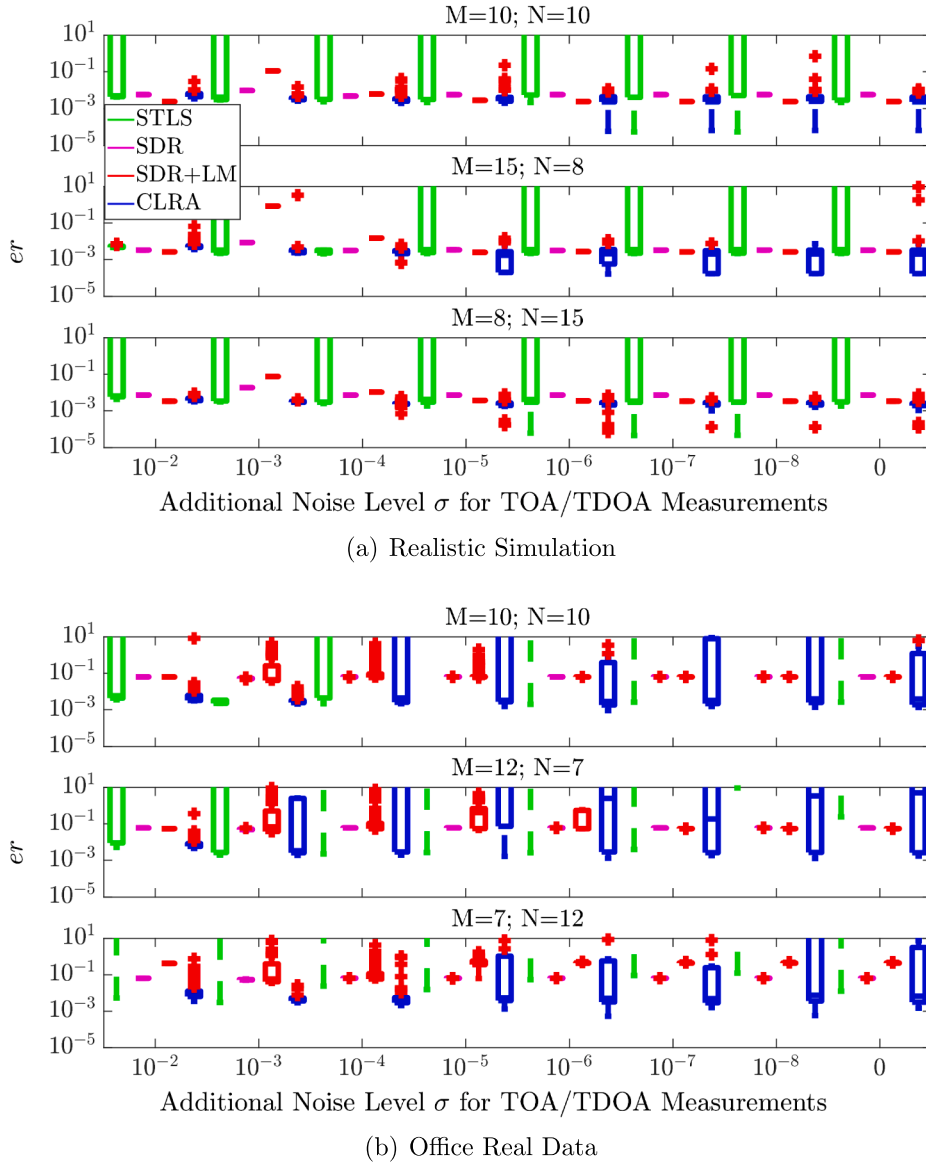 M=10; N=10
10^1
10^-1
10^-3
10^-5
STLS
SDR
SDR+LM
CLRA
M=15; N=8
er
10^1
10^-1
10^-3
10^-5
M=8; N=15
10^1
10^-1
10^-3
10^-5
10^-2 10^-3 10^-4 10^-5 10^-6 10^-7 10^-8 0
Additional Noise Level σ for TOA/TDOA Measurements
(a) Realistic Simulation
M=10; N=10
10^1
10^-1
10^-3
10^-5
M=12; N=7
er
10^1
10^-1
10^-3
10^-5
M=7; N=12
10^1
10^-1
10^-3
10^-5
10^-2 10^-3 10^-4 10^-5 10^-6 10^-7 10^-8 0
Additional Noise Level σ for TOA/TDOA Measurements
(b) Office Real Data